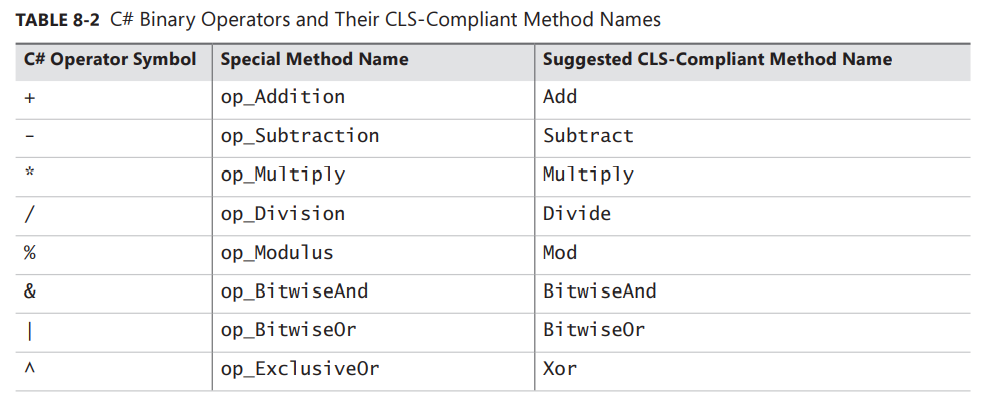 TABLE 8-2 C# Binary Operators and Their CLS-Compliant Method Names
C# Operator Symbol Special Method Name Suggested CLS-Compliant Method Name
+ op_Addition Add
– op_Subtraction Subtract
* op_Multiply Multiply
/ op_Division Divide
% op_Modulus Mod
& op_BitwiseAnd BitwiseAnd
| op_BitwiseOr BitwiseOr
^ op_ExclusiveOr Xor